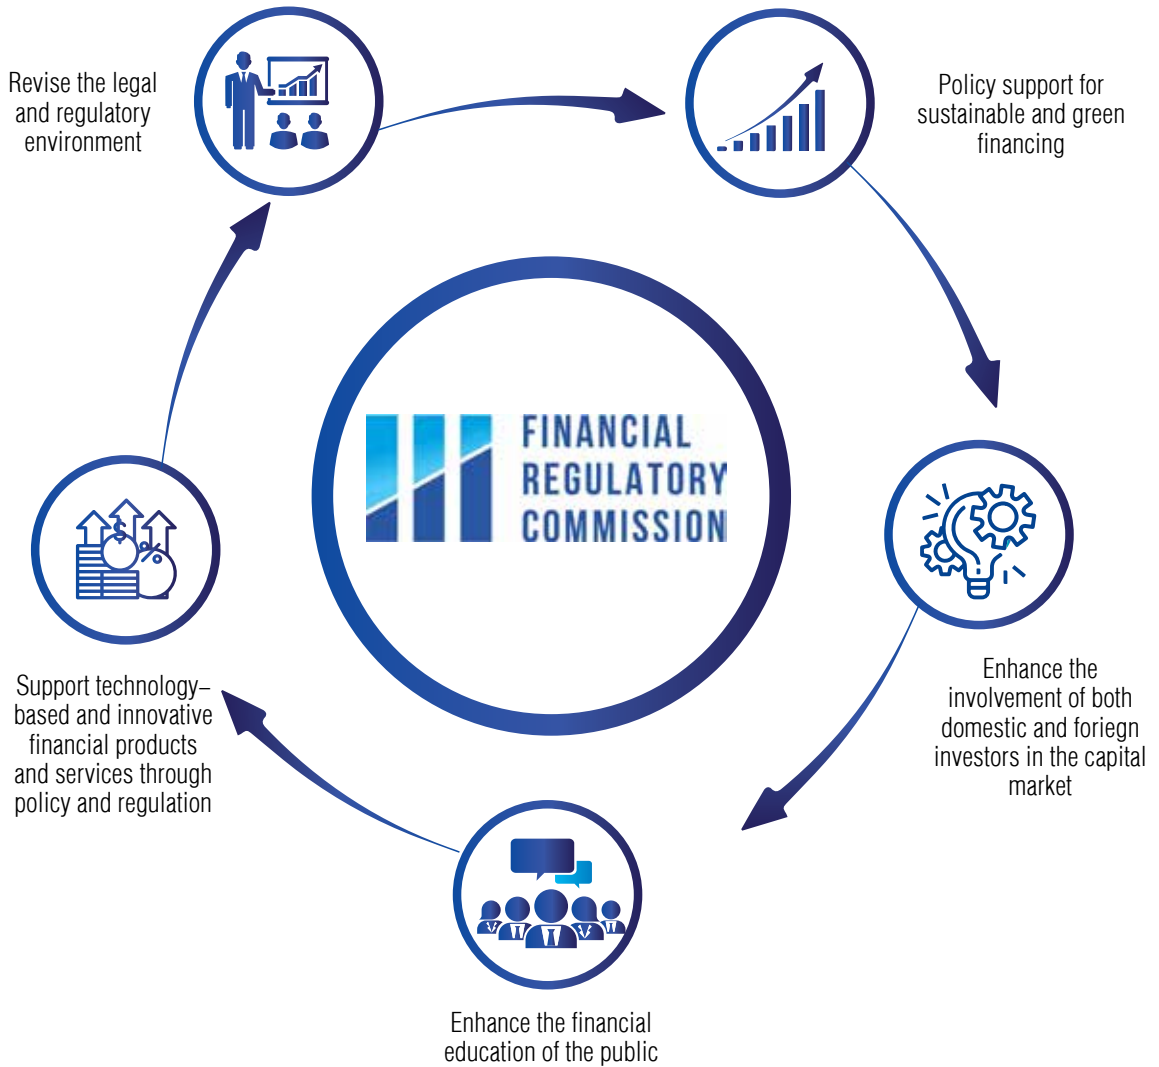 Revise the legal
and regulatory
environment
Policy support for
sustainable and green
financing
FINANCIAL
REGULATORY
COMMISSION
$
%
Support technology–
based and innovative
financial products
and services through
policy and regulation
Enhance the
involvement of both
domestic and foriegn
investors in the capital
market
Enhance the financial
education of the public